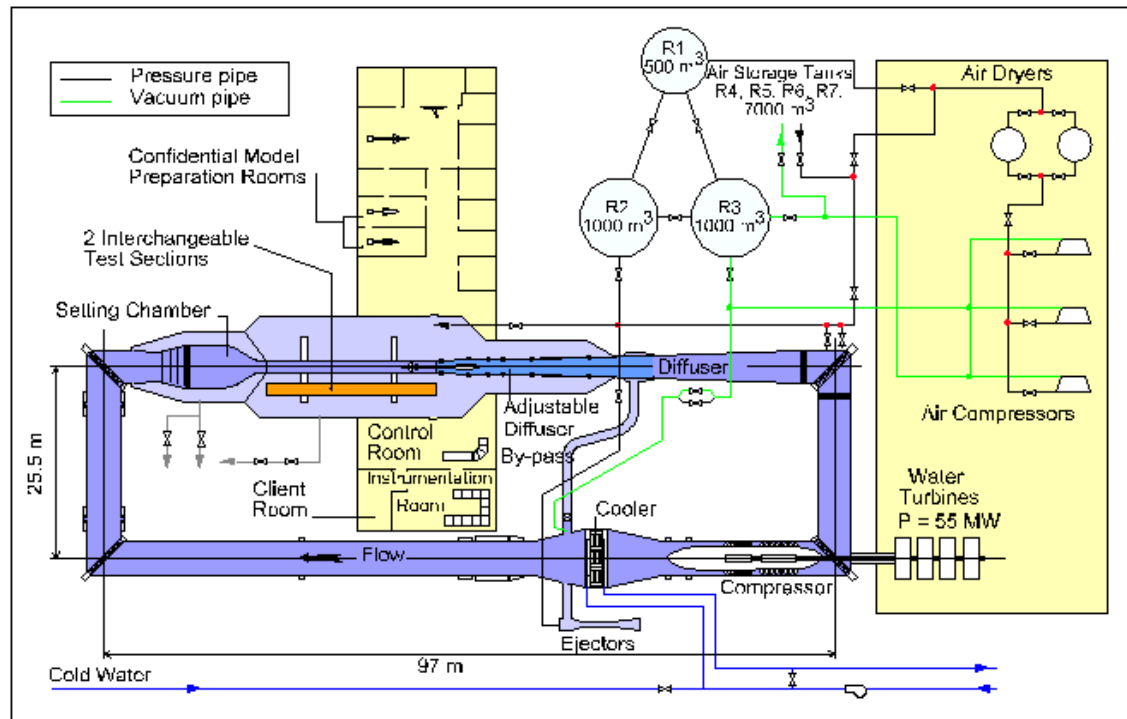 Pressure pipe
Vacuum pipe
R1
500 m3
Air Storage Tanks
R4, R5, R6, R7,
7000 m3
Air Dryers
Confidential Model
Preparation Rooms
R2
1000 m3
R3
1000 m3
2 Interchangeable
Test Sections
Setling Chamber
Diffuser
Adjustable
Diffuser
By-pass
Air Compressors
Control
Room
25.5 m
Instrumentation
Room
Client
Room
Water
Turbines
P = 55 MW
Cooler
Flow
Compressor
Ejectors
97 m
Cold Water